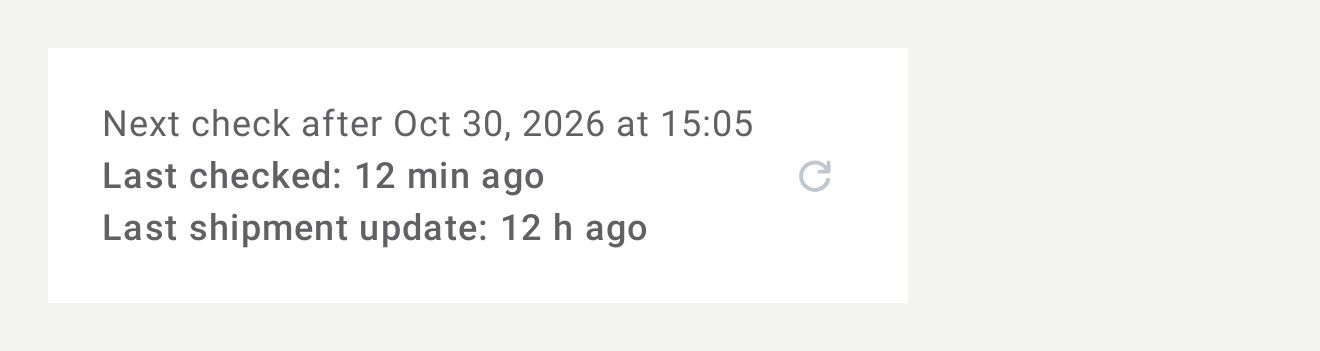 Next check after Oct 30, 2026 at 15:05
Last checked: 12 min ago
Last shipment update: 12 h ago